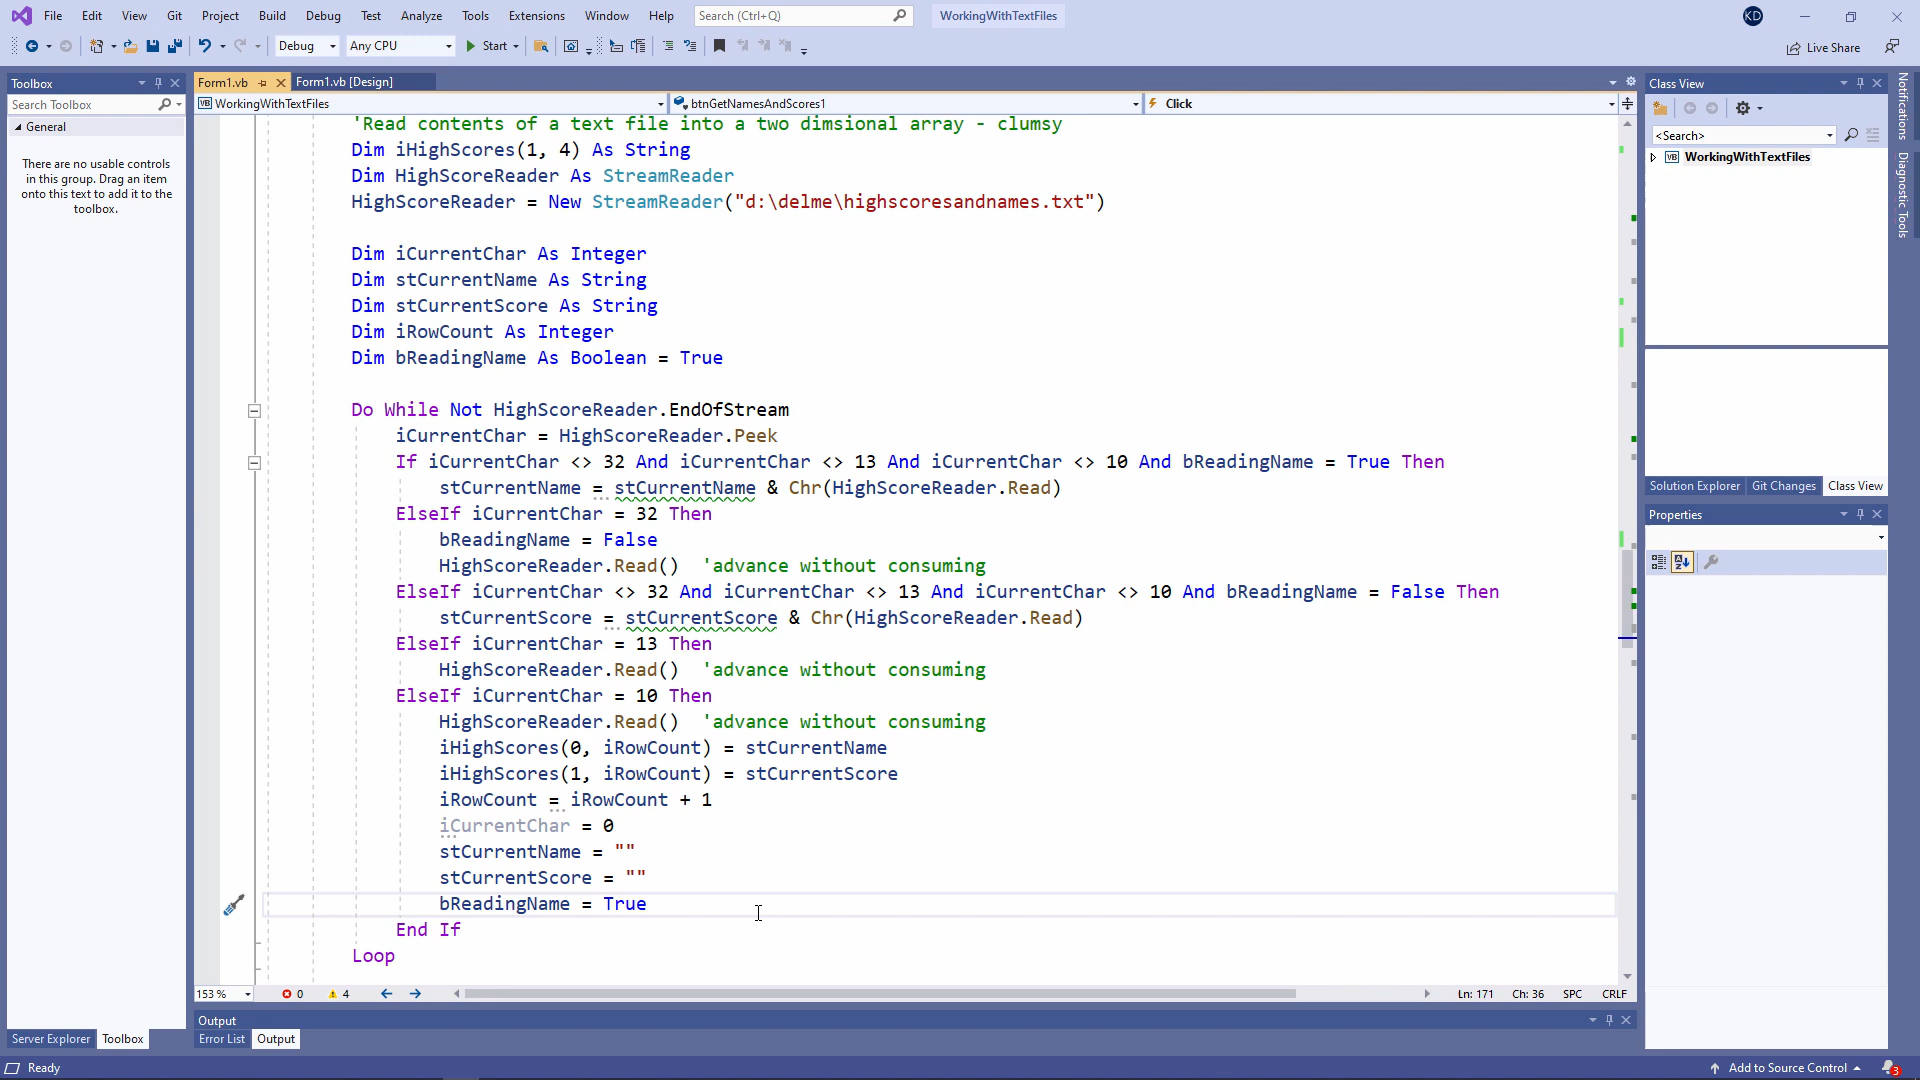 File Edit View Git Project Build Debug Test Analyze Tools Extensions Window Help Search (Ctrl+Q) WorkingWithTextFiles KD
Debug Any CPU Start Live Share
Toolbox
Search Toolbox
General
There are no usable controls
in this group. Drag an item
onto this text to add it to the
toolbox.
Form1.vb Form1.vb [Design]
WorkingWithTextFiles btnGetNamesAndScores1 Click
'Read contents of a text file into a two dimsional array - clumsy
Dim iHighScores(1, 4) As String
Dim HighScoreReader As StreamReader
HighScoreReader = New StreamReader("d:\delme\highscoresandnames.txt")
Dim iCurrentChar As Integer
Dim stCurrentName As String
Dim stCurrentScore As String
Dim iRowCount As Integer
Dim bReadingName As Boolean = True
Do While Not HighScoreReader.EndOfStream
iCurrentChar = HighScoreReader.Peek
If iCurrentChar <> 32 And iCurrentChar <> 13 And iCurrentChar <> 10 And bReadingName = True Then
stCurrentName = stCurrentName & Chr(HighScoreReader.Read)
ElseIf iCurrentChar = 32 Then
bReadingName = False
HighScoreReader.Read() 'advance without consuming
ElseIf iCurrentChar <> 32 And iCurrentChar <> 13 And iCurrentChar <> 10 And bReadingName = False Then
stCurrentScore = stCurrentScore & Chr(HighScoreReader.Read)
ElseIf iCurrentChar = 13 Then
HighScoreReader.Read() 'advance without consuming
ElseIf iCurrentChar = 10 Then
HighScoreReader.Read() 'advance without consuming
iHighScores(0, iRowCount) = stCurrentName
iHighScores(1, iRowCount) = stCurrentScore
iRowCount = iRowCount + 1
iCurrentChar = 0
stCurrentName = ""
stCurrentScore = ""
bReadingName = True
End If
Loop
153 % 0 4 Ln: 171 Ch: 36 SPC CRLF
Output
Server Explorer Toolbox Error List Output
Class View
<Search>
VB WorkingWithTextFiles
Solution Explorer Git Changes Class View
Properties
Notifications
Diagnostic Tools
Ready Add to Source Control 3